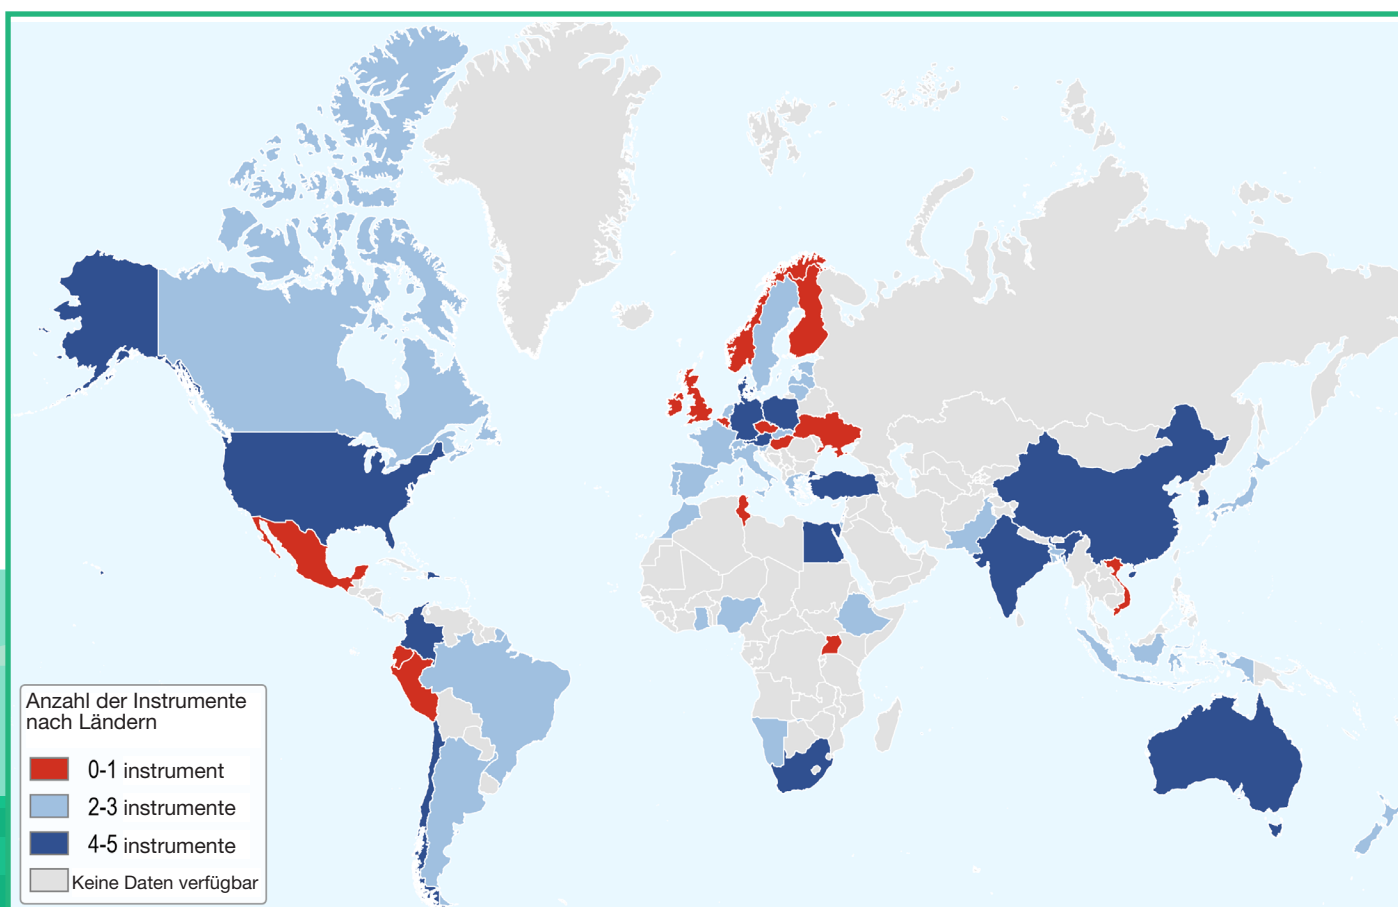 Anzahl der Instrumente
nach Ländern
0-1 instrument
2-3 instrumente
4-5 instrumente
Keine Daten verfügbar